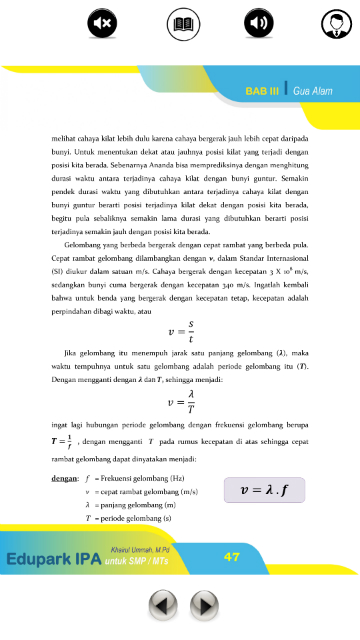 BAB III | Gua Alam
melihat cahaya kilat lebih dulu karena cahaya bergerak jauh lebih cepat daripada
bunyi. Untuk menentukan dekat atau jauhnya posisi kilat yang terjadi dengan
posisi kita berada. Sebenarnya Ananda bisa memprediksinya dengan menghitung
durasi waktu antara terjadinya cahaya kilat dengan bunyi guntur. Semakin
pendek durasi waktu yang dibutuhkan antara terjadinya cahaya kilat dengan
bunyi guntur berarti posisi terjadinya kilat dekat dengan posisi kita berada,
begitu pula sebaliknya semakin lama durasi yang dibutuhkan berarti posisi
terjadinya semakin jauh dengan posisi kita berada.
Gelombang yang berbeda bergerak dengan cepat rambat yang berbeda pula.
Cepat rambat gelombang dilambangkan dengan v, dalam Standar Internasional
(SI) diukur dalam satuan m/s. Cahaya bergerak dengan kecepatan 3 X 10⁸ m/s,
sedangkan bunyi cuma bergerak dengan kecepatan 340 m/s. Ingatlah kembali
bahwa untuk benda yang bergerak dengan kecepatan tetap, kecepatan adalah
perpindahan dibagi waktu, atau
v = s/t
Jika gelombang itu menempuh jarak satu panjang gelombang (λ), maka
waktu tempuhnya untuk satu gelombang adalah periode gelombang itu (T).
Dengan mengganti dengan λ dan T, sehingga menjadi:
v = λ/T
ingat lagi hubungan periode gelombang dengan frekuensi gelombang berupa
T = 1/f , dengan mengganti T pada rumus kecepatan di atas sehingga cepat
rambat gelombang dapat dinyatakan menjadi:
dengan: f = Frekuensi gelombang (Hz)
v = cepat rambat gelombang (m/s)
v = λ . f
λ = panjang gelombang (m)
T = periode gelombang (s)
Khairul Ummah, M.Pd
Edupark IPA untuk SMP / MTs
47